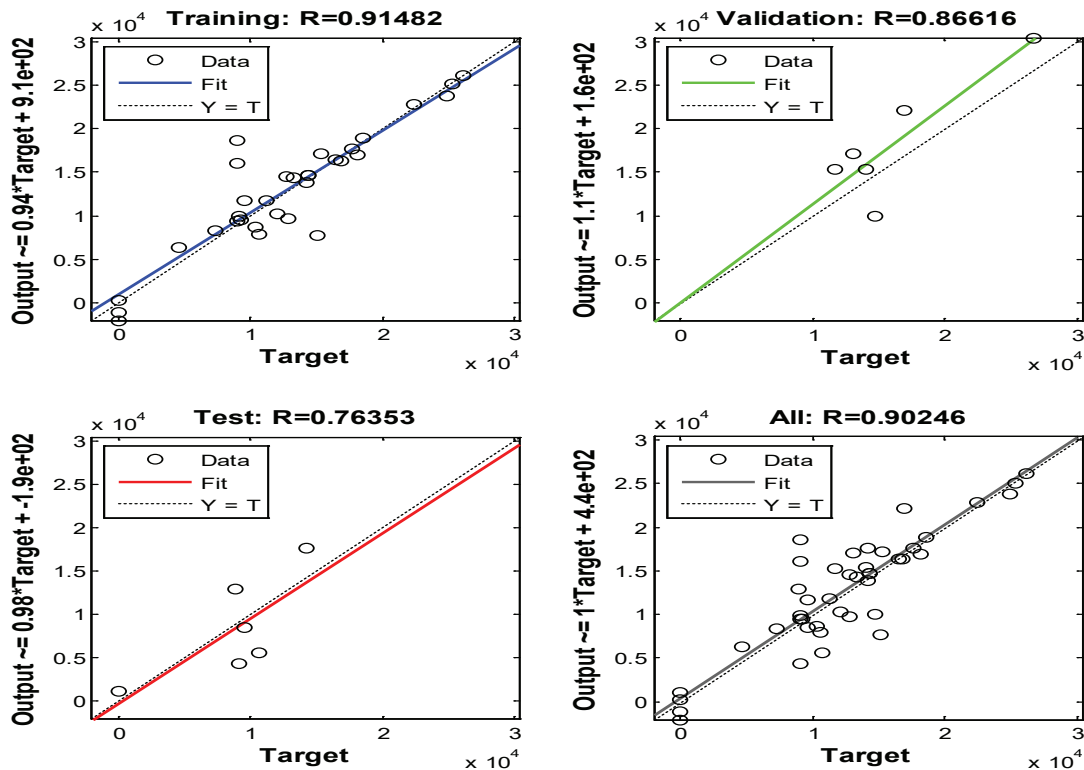 Training: R=0.91482
x 10^4
Output ~= 0.94*Target + 9.1e+02
3
2.5
2
1.5
1
0.5
0
Data
Fit
Y = T
0
1
2
3
Target
x 10^4
Validation: R=0.86616
x 10^4
Output ~= 1.1*Target + 1.6e+02
3
2.5
2
1.5
1
0.5
0
Data
Fit
Y = T
0
1
2
3
Target
x 10^4
Test: R=0.76353
x 10^4
Output ~= 0.98*Target + -1.9e+02
3
2.5
2
1.5
1
0.5
0
Data
Fit
Y = T
0
1
2
3
Target
x 10^4
All: R=0.90246
x 10^4
Output ~= 1*Target + 4.4e+02
3
2.5
2
1.5
1
0.5
0
Data
Fit
Y = T
0
1
2
3
Target
x 10^4